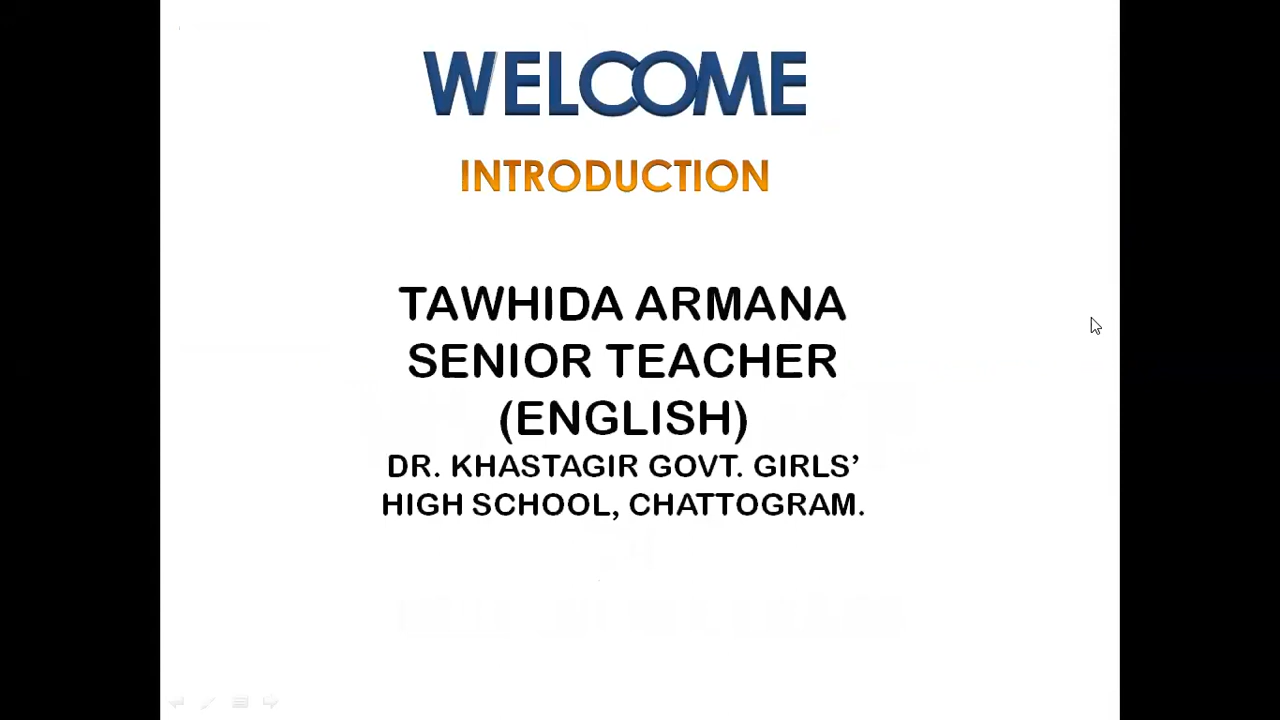 WELCOME
INTRODUCTION
TAWHIDA ARMANA
SENIOR TEACHER
(ENGLISH)
DR. KHASTAGIR GOVT. GIRLS’
HIGH SCHOOL, CHATTOGRAM.